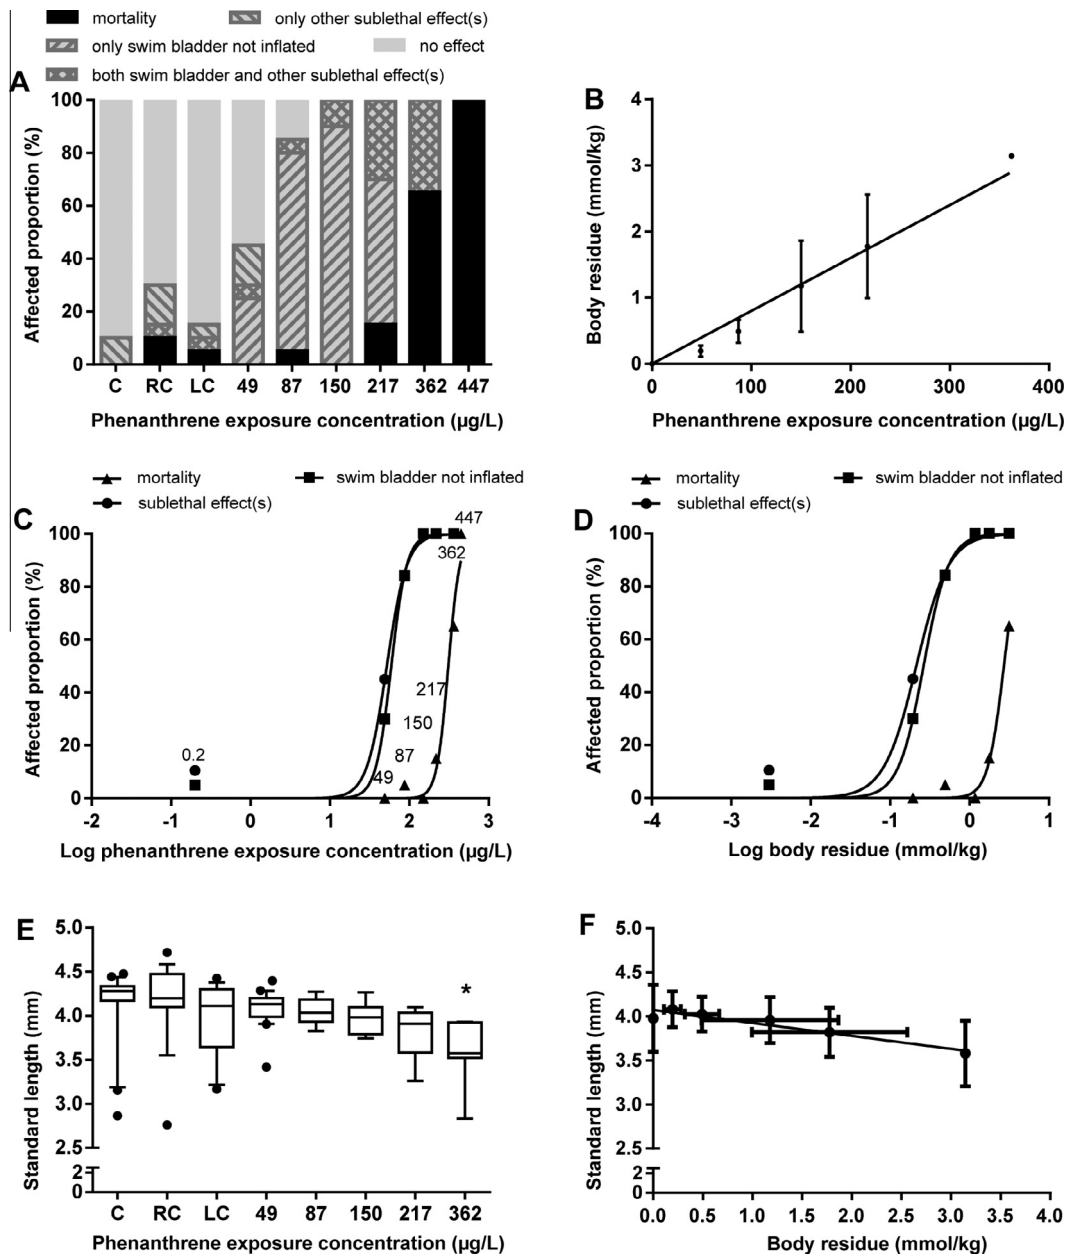 mortality
only other sublethal effect(s)
only swim bladder not inflated
no effect
both swim bladder and other sublethal effect(s)
A
100
80
60
40
20
0
Affected proportion (%)
C RC LC 49 87 150 217 362 447
Phenanthrene exposure concentration (µg/L)
B
4
3
2
1
0
Body residue (mmol/kg)
0 100 200 300 400
Phenanthrene exposure concentration (µg/L)
mortality
swim bladder not inflated
sublethal effect(s)
C
447
362
217
150
87
49
0.2
100
80
60
40
20
0
Affected proportion (%)
-2 -1 0 1 2 3
Log phenanthrene exposure concentration (µg/L)
mortality
swim bladder not inflated
sublethal effect(s)
D
100
80
60
40
20
0
Affected proportion (%)
-4 -3 -2 -1 0 1
Log body residue (mmol/kg)
E
5.0
4.5
4.0
3.5
3.0
2.5
2
0
Standard length (mm)
*
C RC LC 49 87 150 217 362
Phenanthrene exposure concentration (µg/L)
F
5.0
4.5
4.0
3.5
3.0
2.5
2
0
Standard length (mm)
0.0 0.5 1.0 1.5 2.0 2.5 3.0 3.5 4.0
Body residue (mmol/kg)